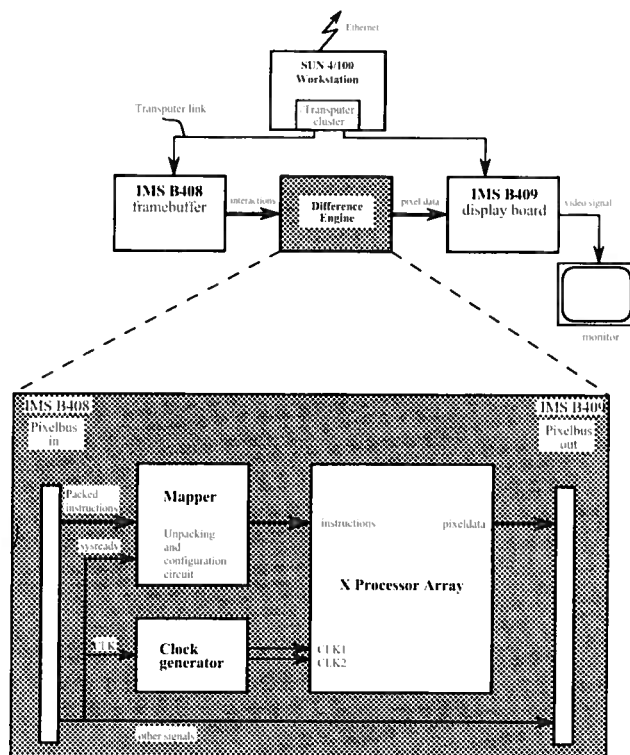 Ethernet
SUN 4/100
Workstation
Transputer
cluster
Transputer link
IMS B408
framebuffer
interactions
Difference
Engine
pixel data
IMS B409
display board
video signal
monitor
IMS B408
Pixelbus
in
IMS B409
Pixelbus
out
Packed
instructions
sysreads
Mapper
Unpacking
and
configuration
circuit
instructions
pixeldata
X Processor Array
CLK
Clock
generator
CLK1
CLK2
other signals